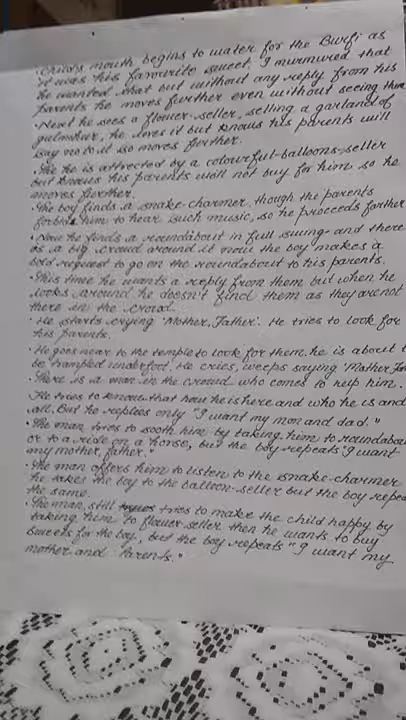 • Child's mouth begins to water for the Burfi as
it was his favourite sweet. I murmured that
he wanted that but without any reply from his
parents he moves further even without seeing them
• Next he sees a flower-seller, selling a garland of
gulmohur, he loves it but knows his parents will
say no to it so moves further.
• The he is attracted by a colourful-balloons-seller
but knows his parents will not buy for him so he
moves further.
• The boy finds a snake-charmer, though the parents
forbids him to hear such music, so he proceeds farther
• Now he finds a roundabout in full swing and there
is a big crowd around it now the boy makes a
bold request to go on the roundabout to his parents.
• This time he wants a reply from them but when he
looks around he doesn't find them as they are not
there in the crowd.
• He starts crying 'Mother, Father'. He tries to look for
his parents.
• He goes near to the temple to look for them. he is about t
be trampled underfoot. He cries, weeps saying 'Mother, Fat
• There is a man in the crowd who comes to help him.
• He tries to know that how he is here and who he is and
all. But he replies only "I want my mom and dad."
• The man tries to sooth him by taking him to roundabou
or to a ride on a horse, but the boy repeats "I want
my mother, father."
• The man offers him to listen to the snake-charmer
he takes the boy to the balloon-seller but the boy repea
the same.
• The man still tries to make the child happy by
taking him to flower seller then he wants to buy
sweets for the boy, but the boy repeats "I want my
mother and Parents."